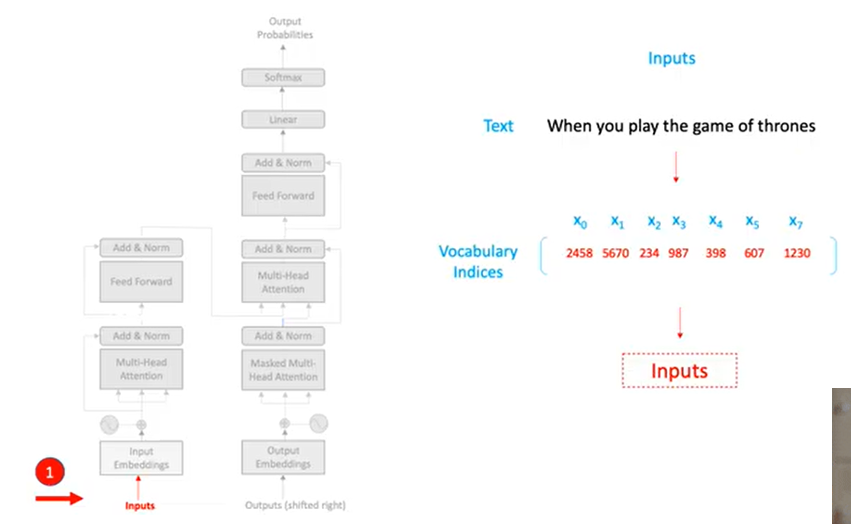 Output
Probabilities
Softmax
Linear
Add & Norm
Feed Forward
Add & Norm
Multi-Head
Attention
Add & Norm
Masked Multi-
Head Attention
Output
Embeddings
Outputs (shifted right)
Add & Norm
Feed Forward
Add & Norm
Multi-Head
Attention
Input
Embeddings
1
Inputs
Inputs
Text When you play the game of thrones
x₀ x₁ x₂ x₃ x₄ x₅ x₇
Vocabulary
Indices
2458 5670 234 987 398 607 1230
Inputs